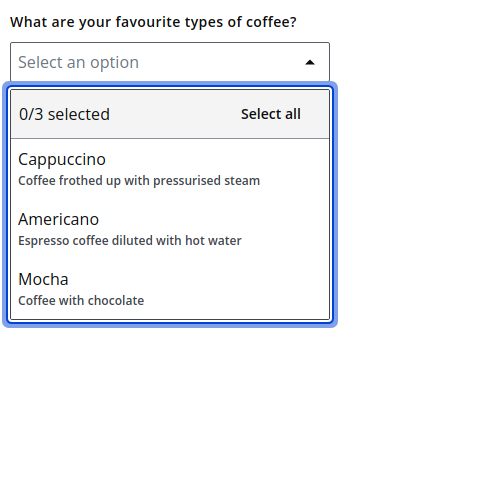 What are your favourite types of coffee?
Select an option
0/3 selected Select all
Cappuccino
Coffee frothed up with pressurised steam
Americano
Espresso coffee diluted with hot water
Mocha
Coffee with chocolate